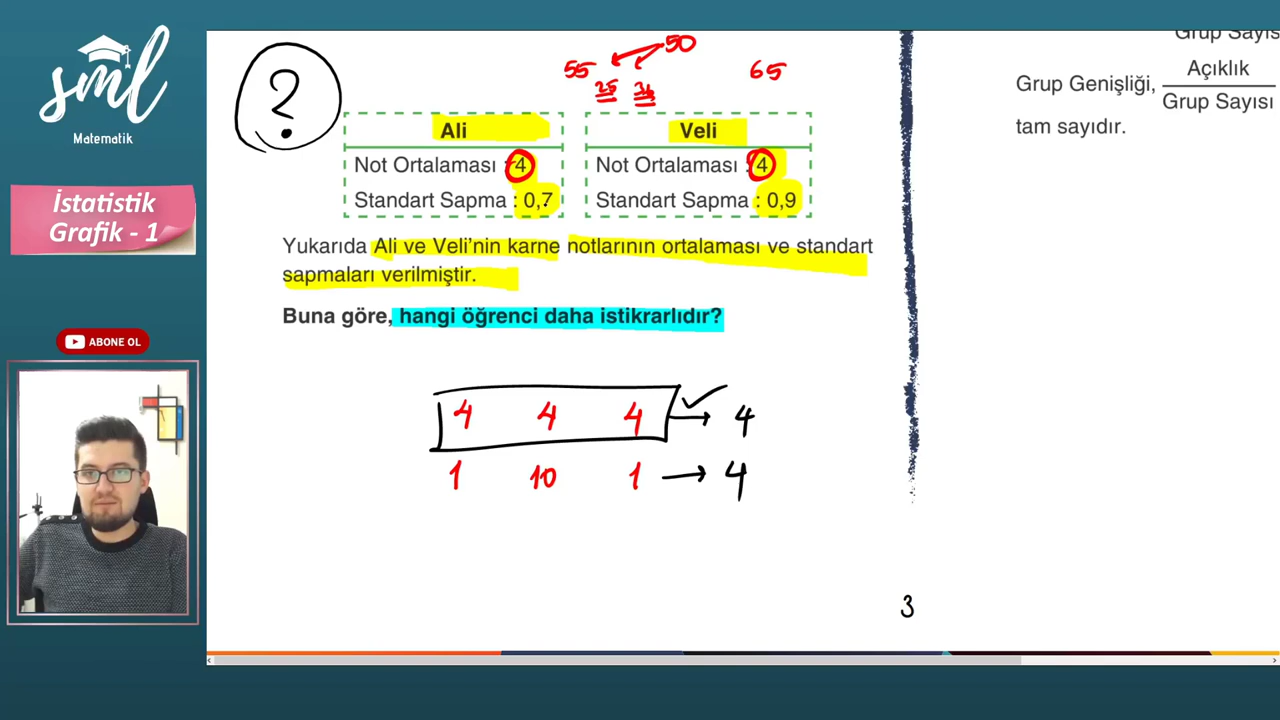 sml
Matematik
İstatistik
Grafik - 1
ABONE OL
?
50
55
65
Ali
Not Ortalaması : 4
Standart Sapma : 0,7
Veli
Not Ortalaması : 4
Standart Sapma : 0,9
Yukarıda Ali ve Veli'nin karne notlarının ortalaması ve standart
sapmaları verilmiştir.
Buna göre, hangi öğrenci daha istikrarlıdır?
4 4 4 → 4
1 10 1 → 4
3
Grup Genişliği, Açıklık
Grup Sayısı
tam sayıdır.